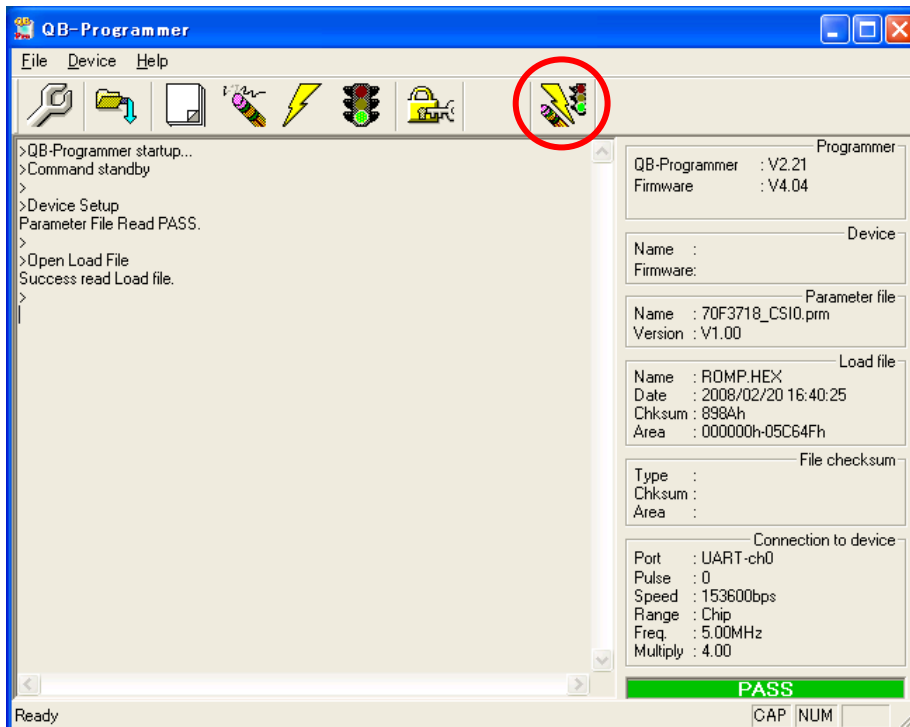 QB-Programmer
File Device Help
>QB-Programmer startup...
>Command standby
>
>Device Setup
Parameter File Read PASS.
>
>Open Load File
Success read Load file.
>
Programmer
QB-Programmer : V2.21
Firmware : V4.04
Device
Name :
Firmware:
Parameter file
Name : 70F3718_CSI0.prm
Version : V1.00
Load file
Name : ROMP.HEX
Date : 2008/02/20 16:40:25
Chksum : 898Ah
Area : 000000h-05C64Fh
File checksum
Type :
Chksum :
Area :
Connection to device
Port : UART-ch0
Pulse : 0
Speed : 153600bps
Range : Chip
Freq. : 5.00MHz
Multiply : 4.00
PASS
Ready
CAP NUM